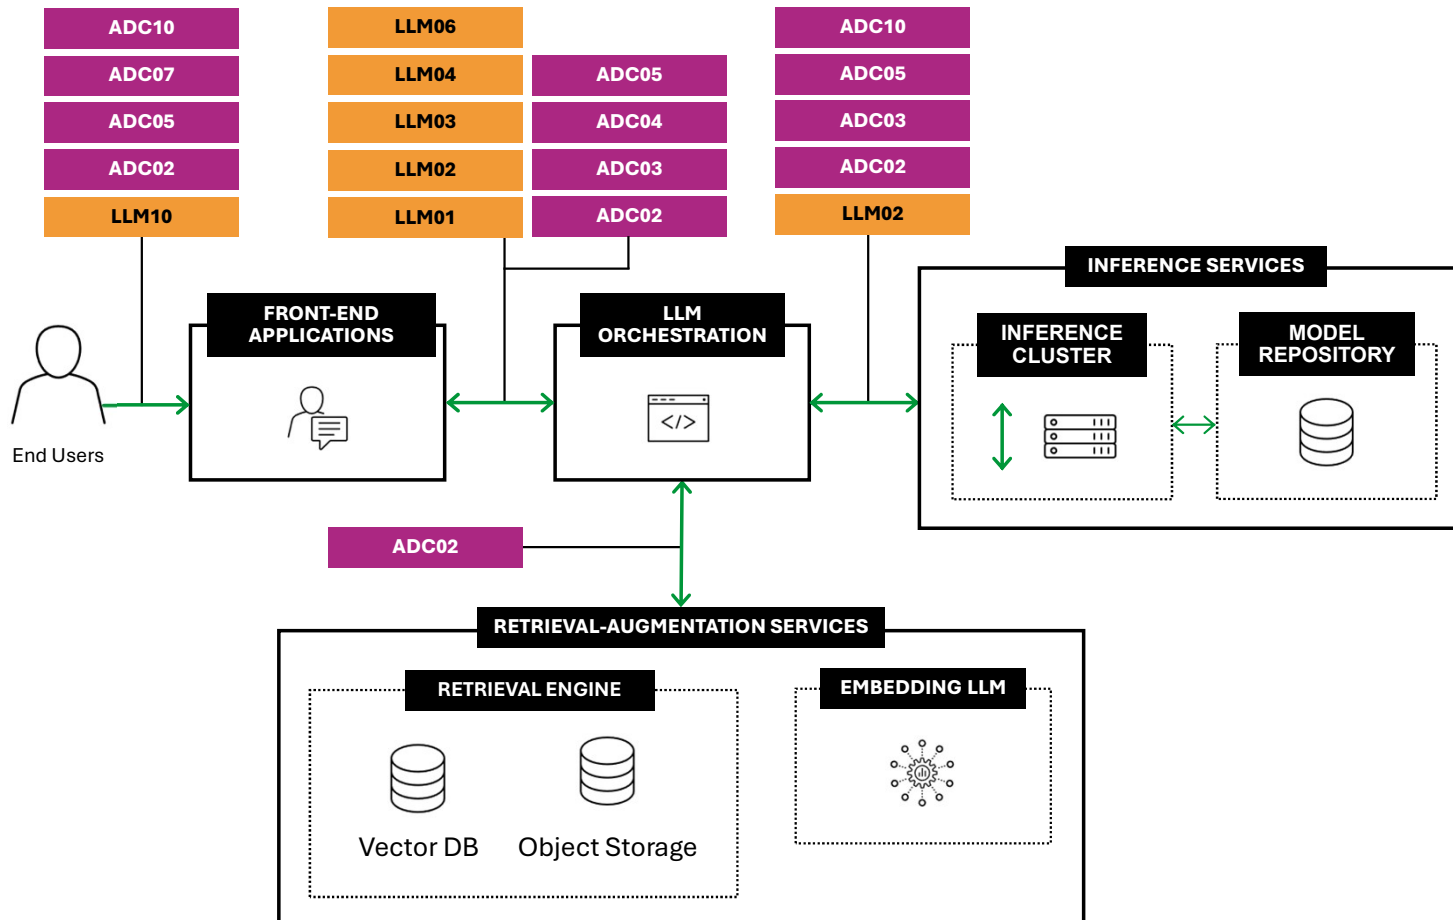 ADC10
ADC07
ADC05
ADC02
LLM10
LLM06
LLM04
LLM03
LLM02
LLM01
ADC05
ADC04
ADC03
ADC02
ADC10
ADC05
ADC03
ADC02
LLM02
End Users
FRONT-END
APPLICATIONS
LLM
ORCHESTRATION
</>
INFERENCE SERVICES
INFERENCE
CLUSTER
MODEL
REPOSITORY
ADC02
RETRIEVAL-AUGMENTATION SERVICES
RETRIEVAL ENGINE
Vector DB
Object Storage
EMBEDDING LLM